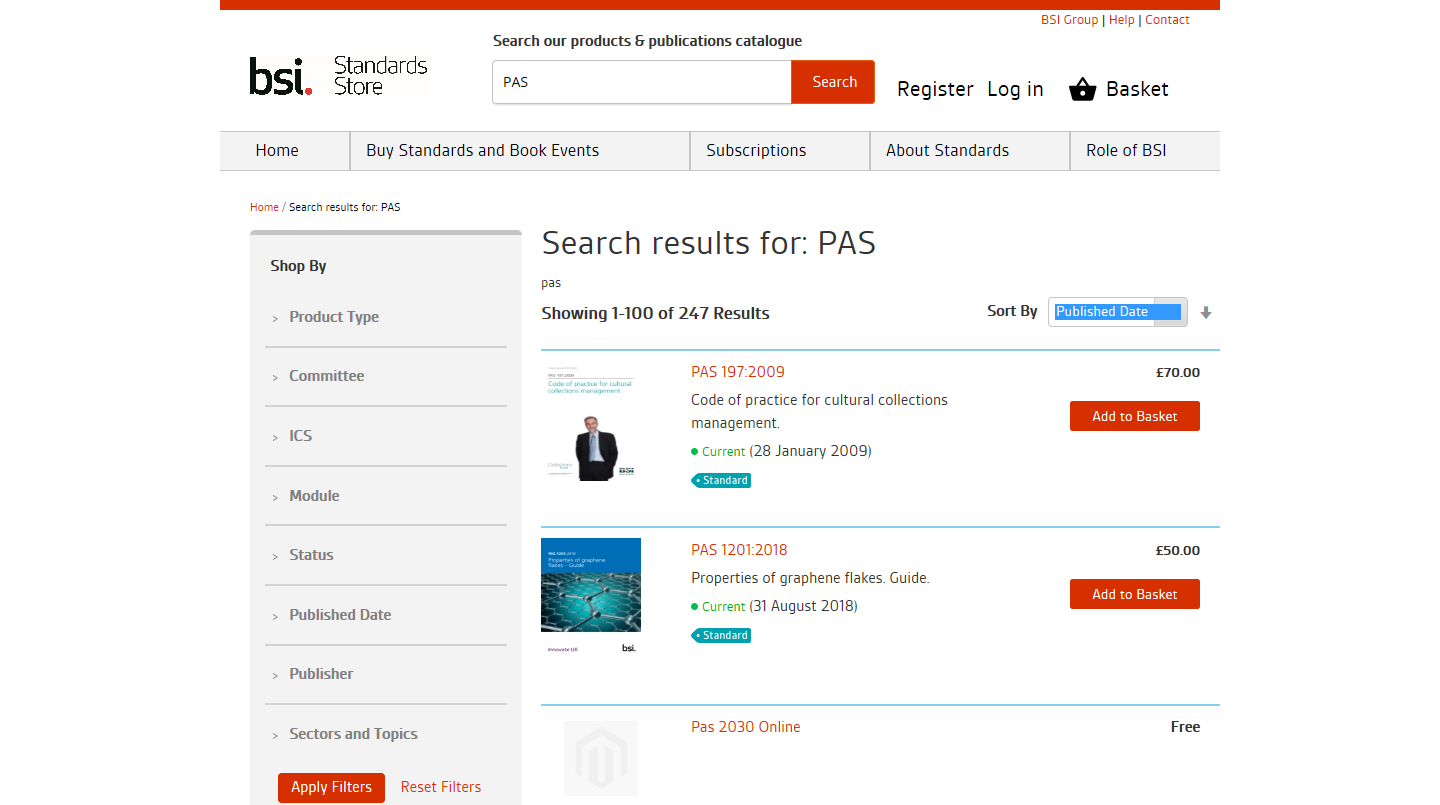 BSI Group | Help | Contact
Search our products & publications catalogue
bsi. Standards Store
PAS
Search
Register Log in Basket
Home
Buy Standards and Book Events
Subscriptions
About Standards
Role of BSI
Home / Search results for: PAS
Shop By
> Product Type
> Committee
> ICS
> Module
> Status
> Published Date
> Publisher
> Sectors and Topics
Apply Filters
Reset Filters
Search results for: PAS
pas
Showing 1-100 of 247 Results
Sort By Published Date
PAS 197:2009
Code of practice for cultural
collections management
BSI
PAS 197:2009
£70.00
Code of practice for cultural collections
management.
Add to Basket
Current (28 January 2009)
Standard
PAS 1201:2018
Properties of graphene
flakes – Guide
Innovate UK
bsi.
PAS 1201:2018
£50.00
Properties of graphene flakes. Guide.
Add to Basket
Current (31 August 2018)
Standard
Pas 2030 Online
Free